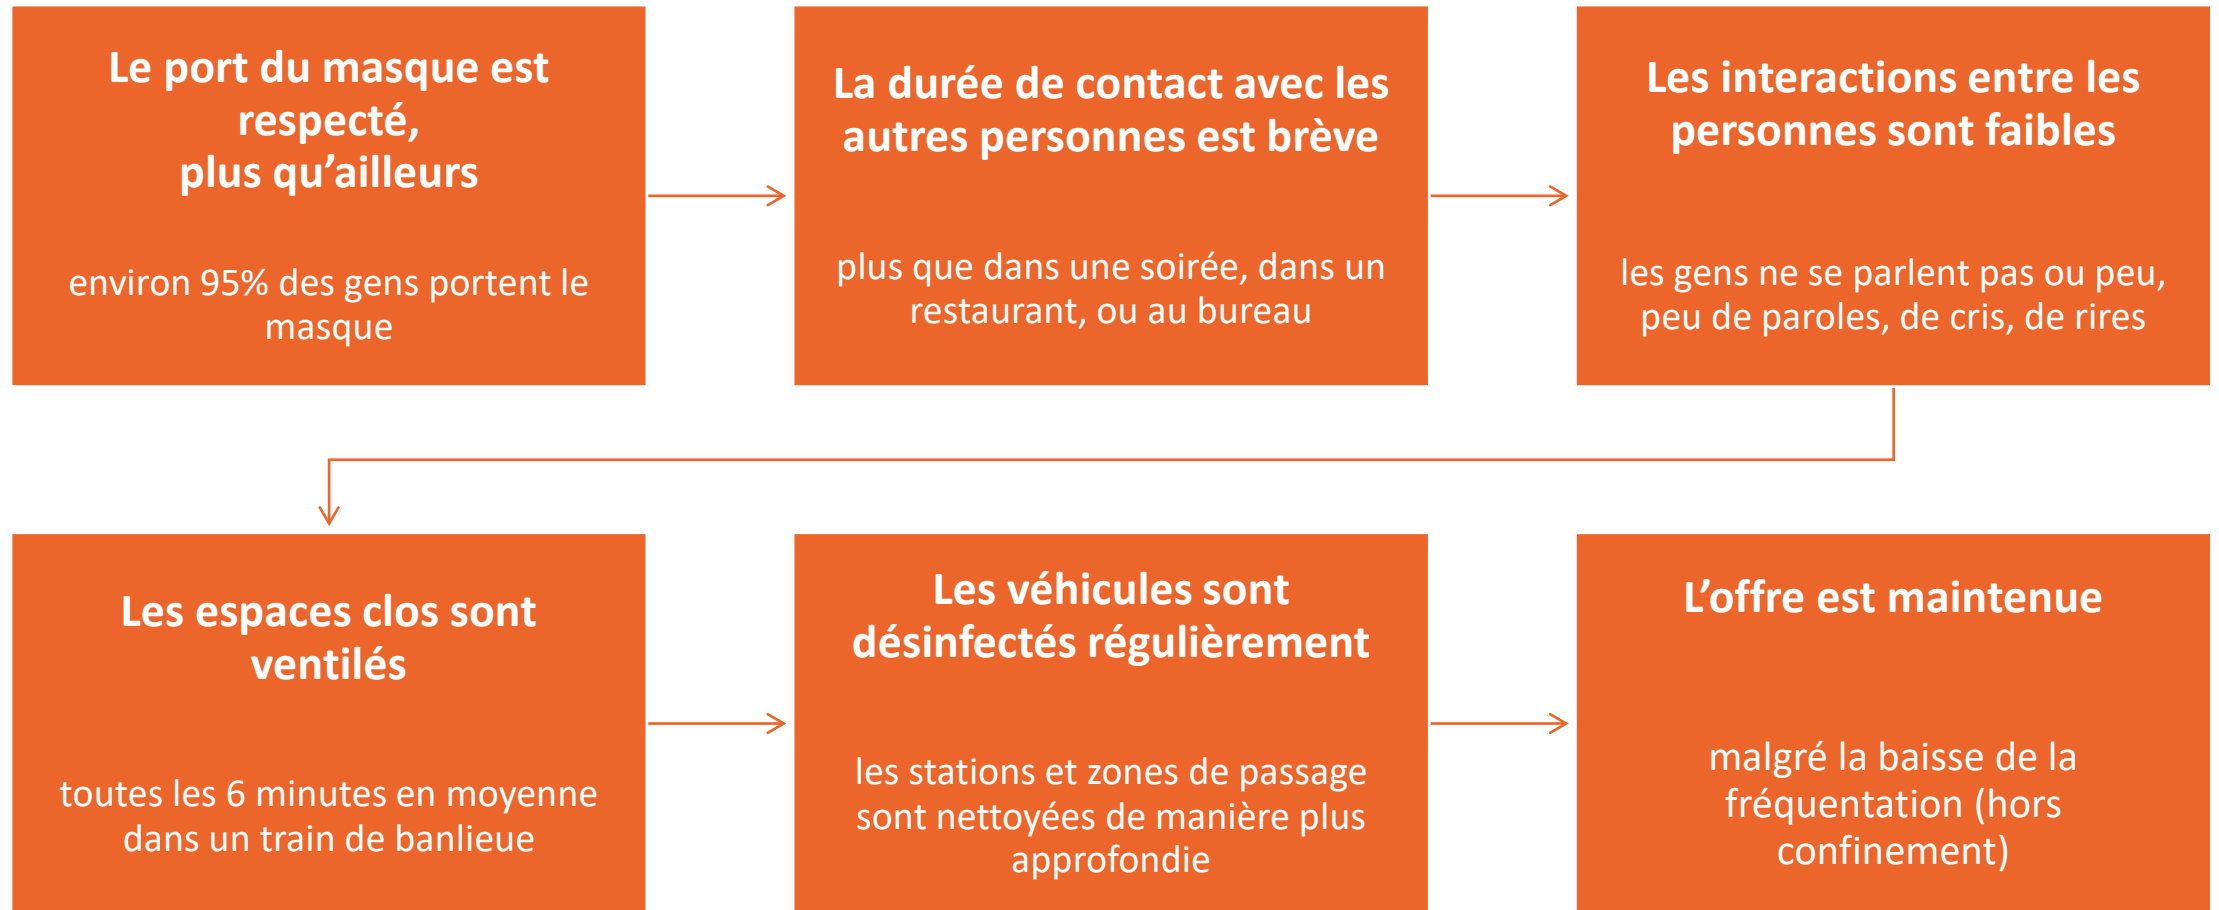 Le port du masque est
respecté,
plus qu’ailleurs
environ 95% des gens portent le
masque
La durée de contact avec les
autres personnes est brève
plus que dans une soirée, dans un
restaurant, ou au bureau
Les interactions entre les
personnes sont faibles
les gens ne se parlent pas ou peu,
peu de paroles, de cris, de rires
Les espaces clos sont
ventilés
toutes les 6 minutes en moyenne
dans un train de banlieue
Les véhicules sont
désinfectés régulièrement
les stations et zones de passage
sont nettoyées de manière plus
approfondie
L’offre est maintenue
malgré la baisse de la
fréquentation (hors
confinement)